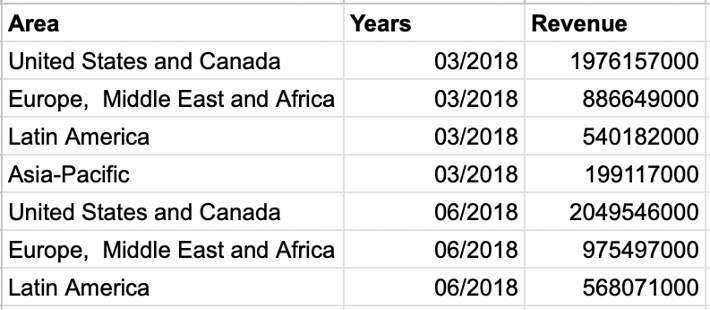 Area Years Revenue
United States and Canada 03/2018 1976157000
Europe,  Middle East and Africa 03/2018 886649000
Latin America 03/2018 540182000
Asia-Pacific 03/2018 199117000
United States and Canada 06/2018 2049546000
Europe,  Middle East and Africa 06/2018 975497000
Latin America 06/2018 568071000